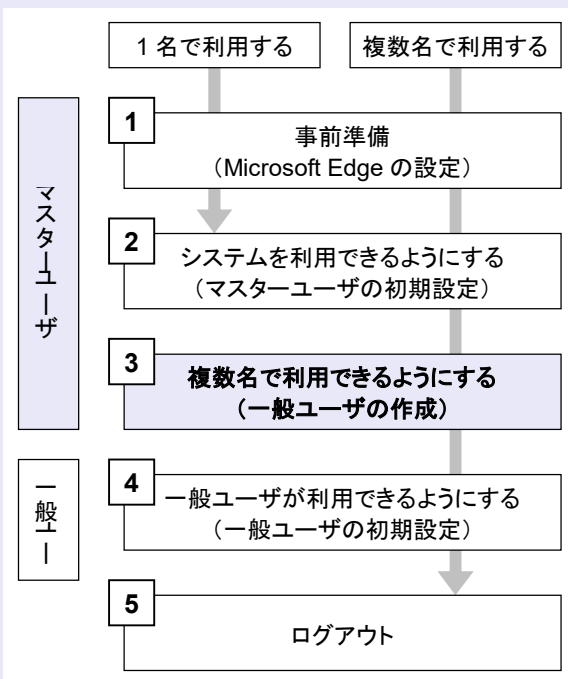 1 名で利用する
複数名で利用する
マスターユーザ
1
事前準備
（Microsoft Edge の設定）
2
システムを利用できるようにする
（マスターユーザの初期設定）
3
複数名で利用できるようにする
（一般ユーザの作成）
一般ユー
4
一般ユーザが利用できるようにする
（一般ユーザの初期設定）
5
ログアウト